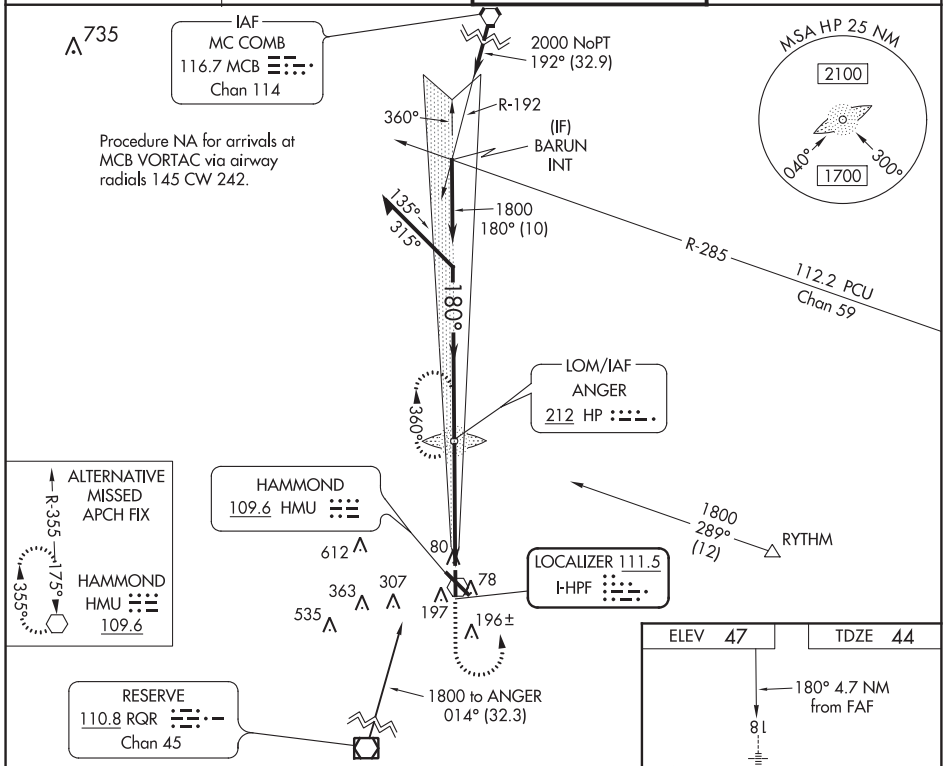 735
IAF
MC COMB
116.7 MCB
Chan 114
2000 NoPT
192° (32.9)
MSA HP 25 NM
2100
040°
300°
1700
Procedure NA for arrivals at
MCB VORTAC via airway
radials 145 CW 242.
360°
R-192
(IF)
BARUN
INT
135°
315°
1800
180° (10)
R-285
112.2 PCU
Chan 59
180°
LOM/IAF
ANGER
212 HP
360°
ALTERNATIVE
MISSED
APCH FIX
R-355
175°
355°
HAMMOND
HMU
109.6
HAMMOND
109.6 HMU
1800
289°
(12)
RYTHM
612
80
LOCALIZER 111.5
I-HPF
78
363
307
197
535
196±
RESERVE
110.8 RQR
Chan 45
1800 to ANGER
014° (32.3)
ELEV 47
TDZE 44
180° 4.7 NM
from FAF
18